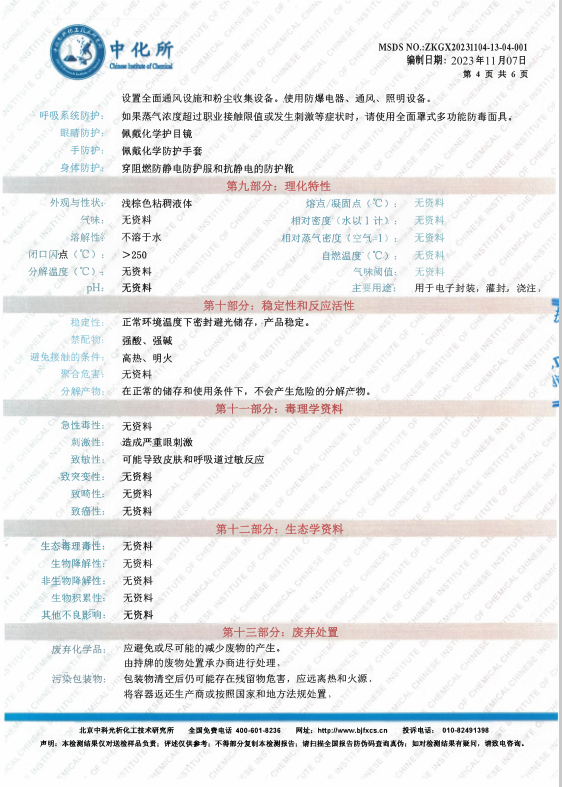 中化所
Chinese Institute of Chemical
MSDS NO.:ZKGX20231104-13-04-001
编制日期: 2023年11月07日
第 4 页 共 6 页
设置全面通风设施和粉尘收集设备。使用防爆电器、通风、照明设备。
呼吸系统防护: 如果蒸气浓度超过职业接触限值或发生刺激等症状时, 请使用全面罩式多功能防毒面具。
眼睛防护: 佩戴化学护目镜
手防护: 佩戴化学防护手套
身体防护: 穿阻燃防静电防护服和抗静电的防护靴
第九部分: 理化特性
外观与性状: 浅棕色粘稠液体 熔点/凝固点 (℃): 无资料
气味: 无资料 相对密度 (水以1计): 无资料
溶解性: 不溶于水 相对蒸气密度 (空气=1): 无资料
闭口闪点 (℃): >250 自燃温度 (℃): 无资料
分解温度 (℃): 无资料 气味阈值: 无资料
pH: 无资料 主要用途: 用于电子封装, 灌封, 浇注,
第十部分: 稳定性和反应活性
稳定性: 正常环境温度下密封避光储存, 产品稳定。
禁配物: 强酸、强碱
避免接触的条件: 高热、明火
聚合危害: 无资料
分解产物: 在正常的储存和使用条件下, 不会产生危险的分解产物。
第十一部分: 毒理学资料
急性毒性: 无资料
刺激性: 造成严重眼刺激
致敏性: 可能导致皮肤和呼吸道过敏反应
致突变性: 无资料
致畸性: 无资料
致癌性: 无资料
第十二部分: 生态学资料
生态毒理毒性: 无资料
生物降解性: 无资料
非生物降解性: 无资料
生物积累性: 无资料
其他不良影响: 无资料
第十三部分: 废弃处置
废弃化学品: 应避免或尽可能的减少废物的产生。
由持牌的废物处置承办商进行处理.
污染包装物: 包装物清空后仍可能存在残留物危害, 应远离热和火源.
将容器返还生产商或按照国家和地方法规处置.
北京中科光析化工技术研究所 全国免费电话 400-601-8236 网址: http://www.bjfxcs.cn 投诉电话: 010-82491398
声明: 本检测结果仅对送检样品负责; 评述仅供参考; 不得部分复制本检测报告; 请扫描全国报告防伪码查询真伪; 如对检测结果有疑问, 请致电咨询。